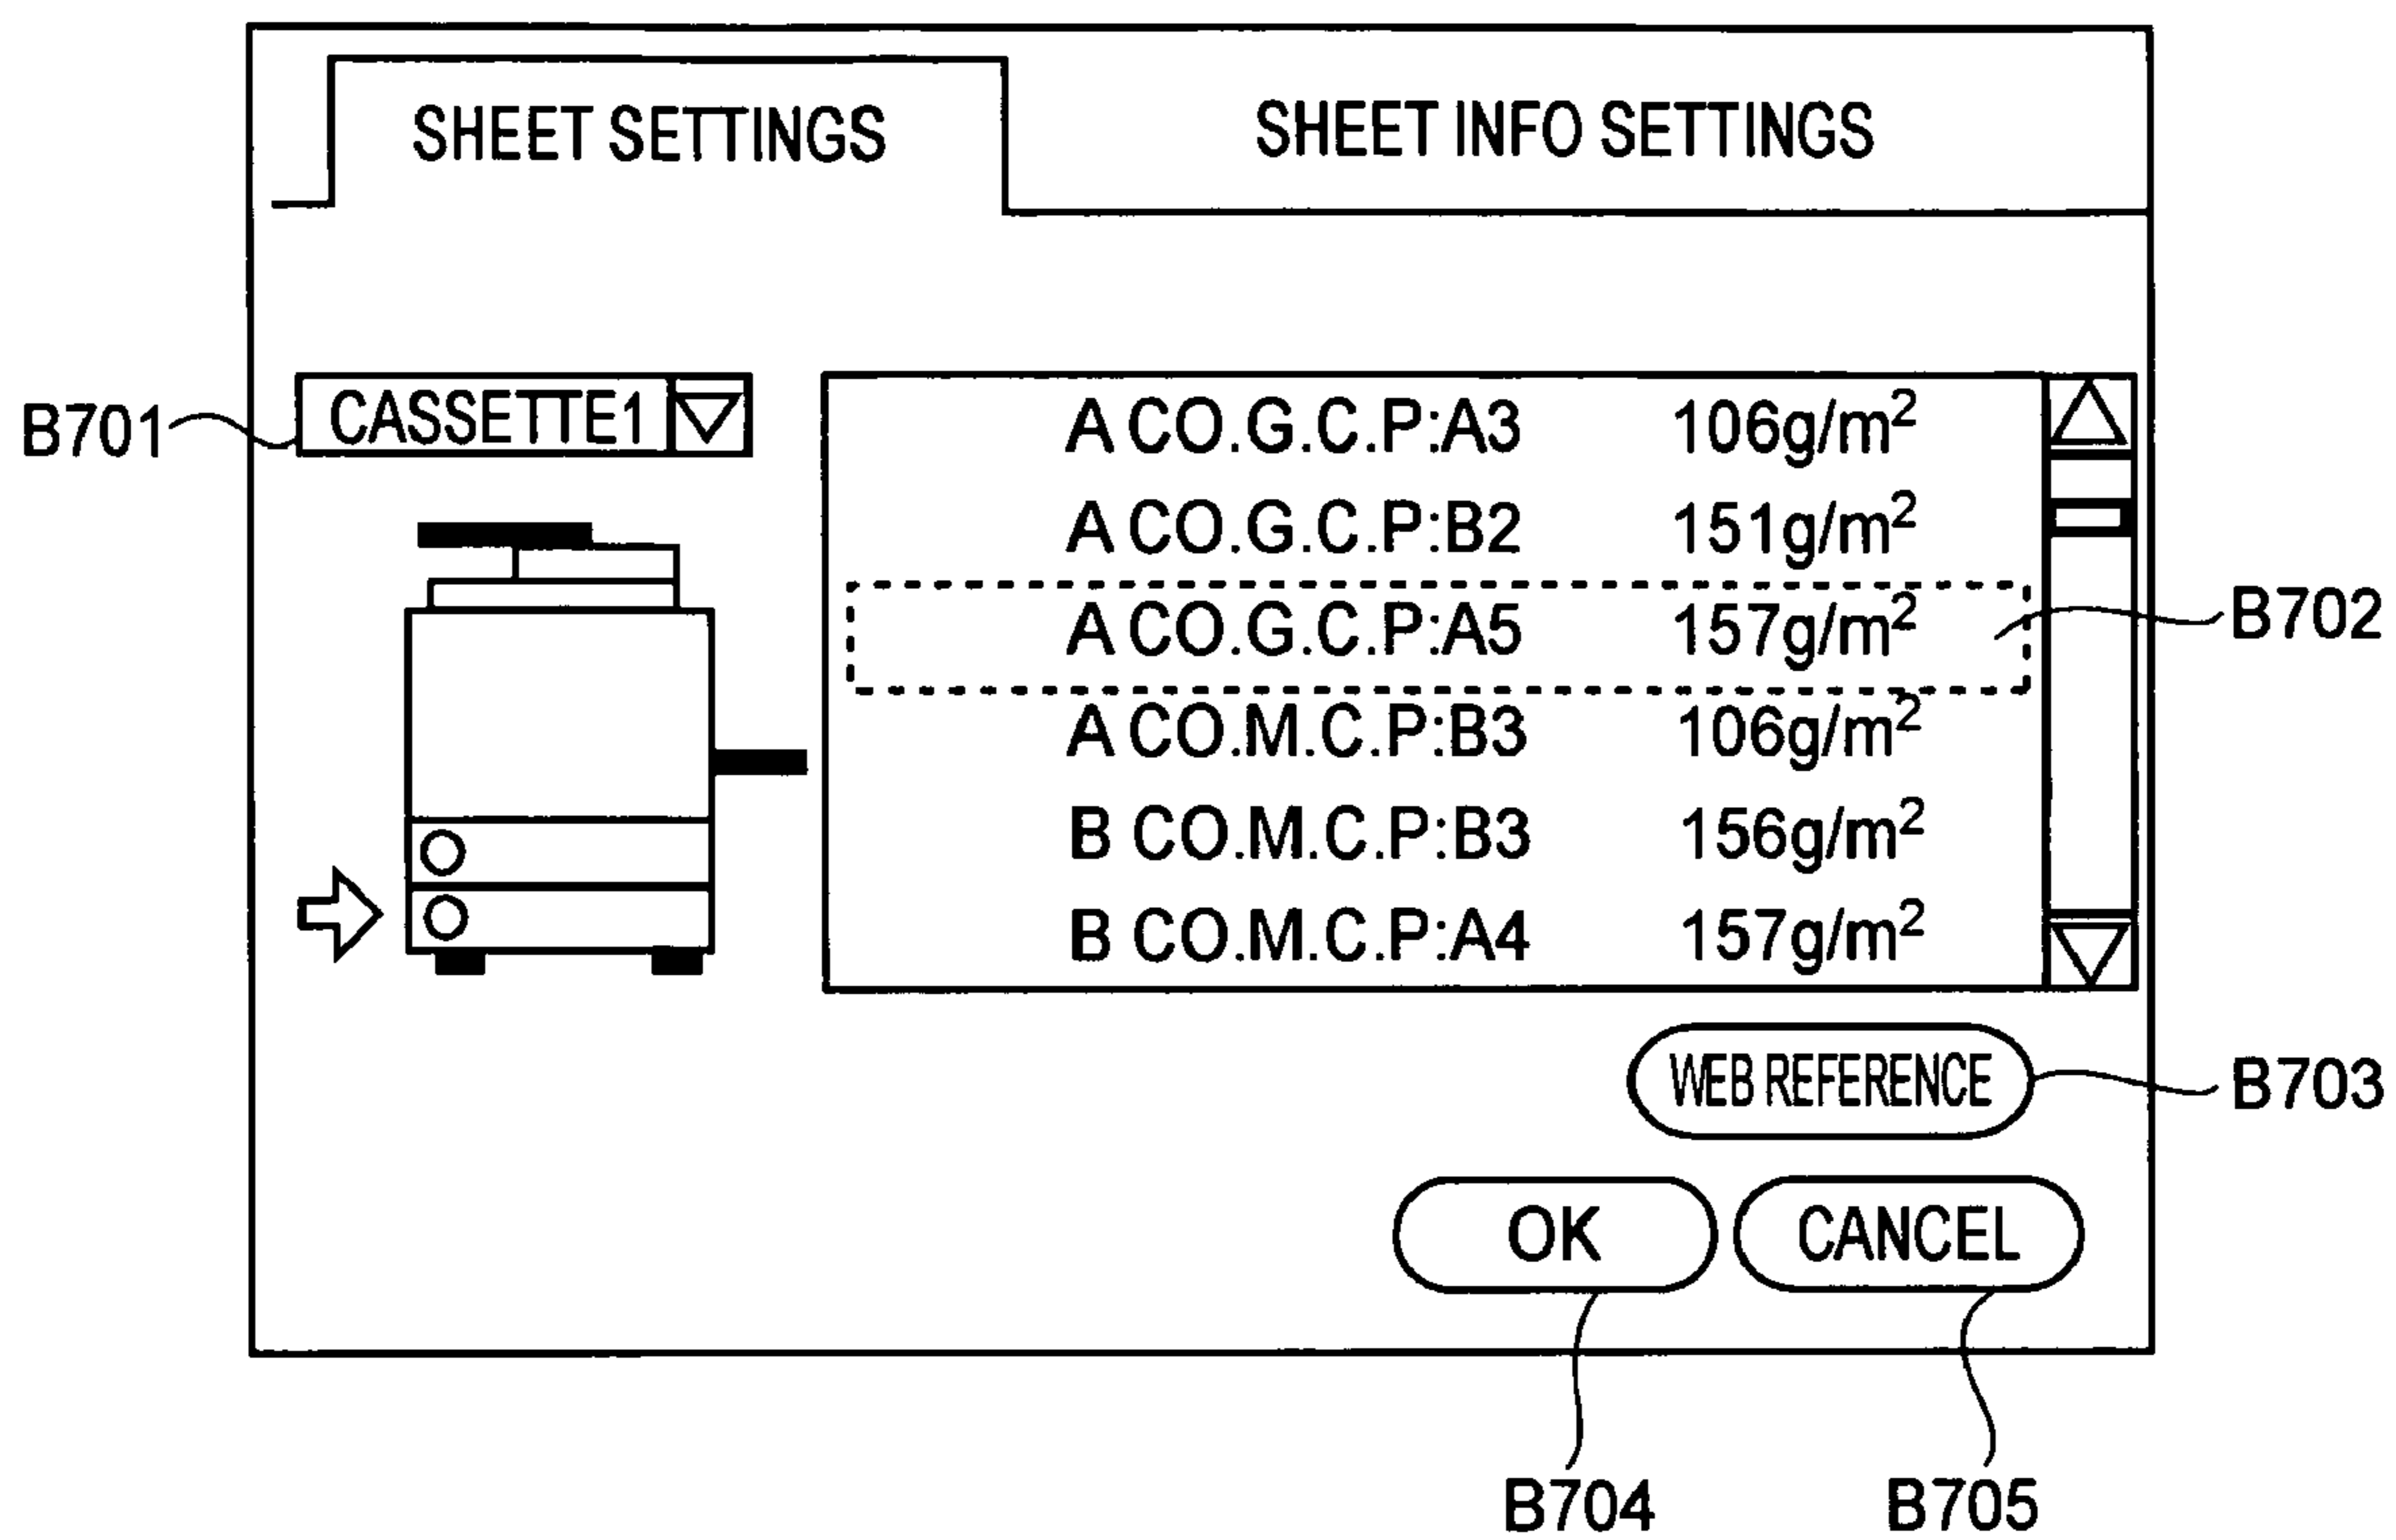 SHEET SETTINGS
SHEET INFO SETTINGS
B701
CASSETTE1
A CO.G.C.P:A3 106g/m²
A CO.G.C.P:B2 151g/m²
A CO.G.C.P:A5 157g/m²
B702
A CO.M.C.P:B3 106g/m²
B CO.M.C.P:B3 156g/m²
B CO.M.C.P:A4 157g/m²
WEB REFERENCE
B703
OK
CANCEL
B704
B705